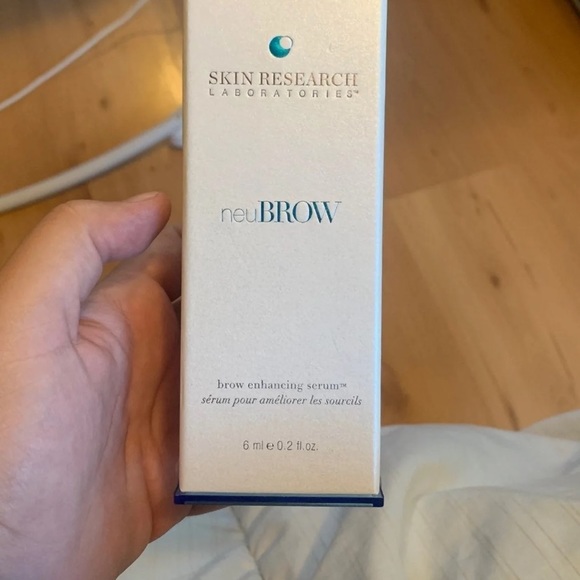 SKIN RESEARCH
LABORATORIES™
neuBROW
brow enhancing serum™
sérum pour améliorer les sourcils
6 ml ℮ 0.2 fl.oz.